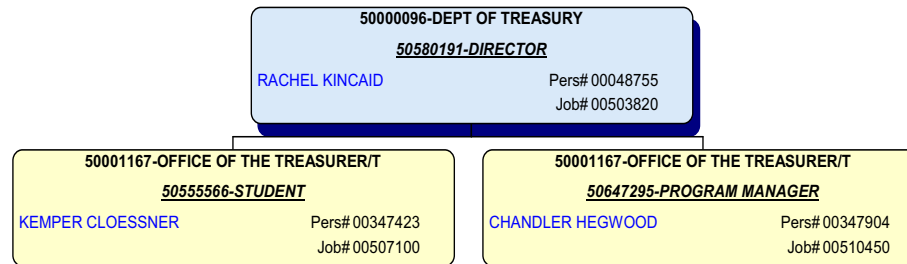 50000096-DEPT OF TREASURY
50580191-DIRECTOR
RACHEL KINCAID Pers# 00048755
Job# 00503820
50001167-OFFICE OF THE TREASURER/T
50555566-STUDENT
KEMPER CLOESSNER Pers# 00347423
Job# 00507100
50001167-OFFICE OF THE TREASURER/T
50647295-PROGRAM MANAGER
CHANDLER HEGWOOD Pers# 00347904
Job# 00510450